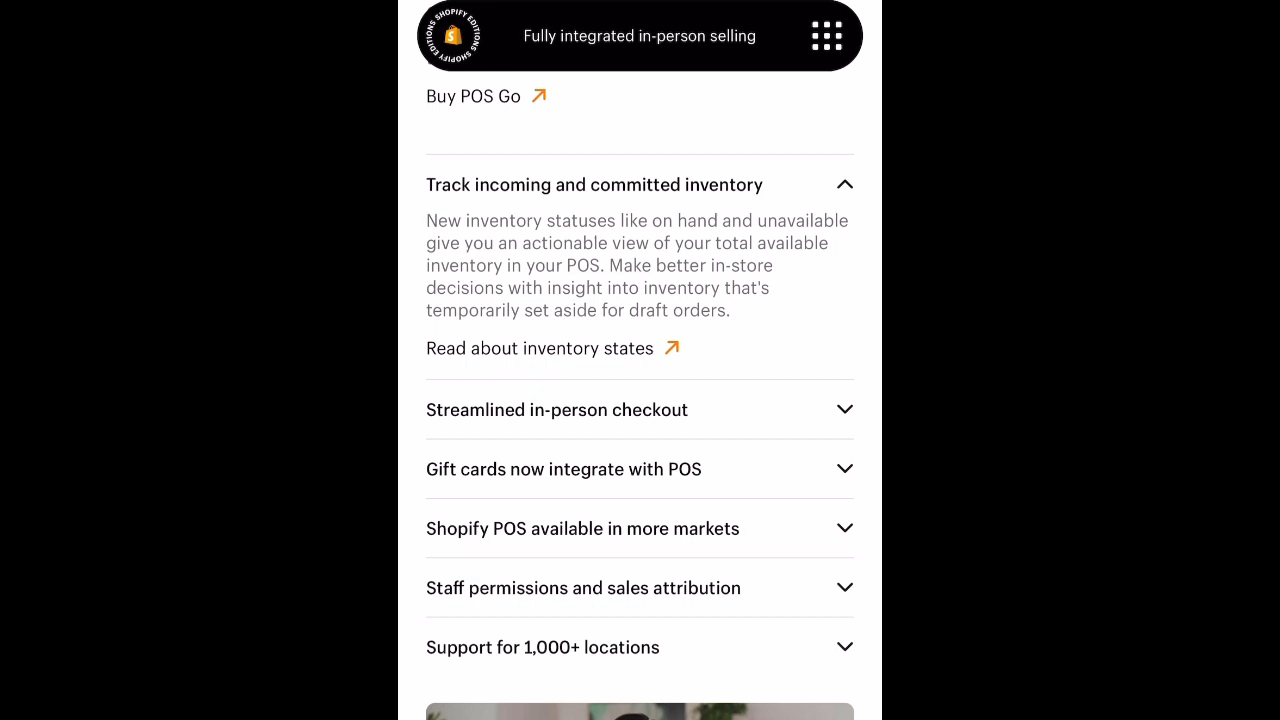 SHOPIFY EDITIONS SHOPIFY EDITIONS
Fully integrated in-person selling
Buy POS Go
Track incoming and committed inventory
New inventory statuses like on hand and unavailable
give you an actionable view of your total available
inventory in your POS. Make better in-store
decisions with insight into inventory that's
temporarily set aside for draft orders.
Read about inventory states
Streamlined in-person checkout
Gift cards now integrate with POS
Shopify POS available in more markets
Staff permissions and sales attribution
Support for 1,000+ locations